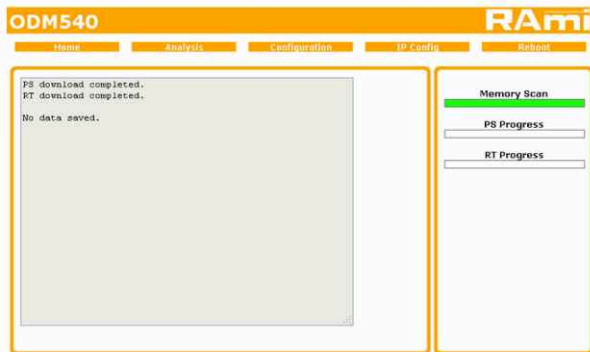 ODM540
RAmi
Home
Analysis
Configuration
IP Config
Reboot
PS download completed.
RT download completed.
No data saved.
Memory Scan
PS Progress
RT Progress